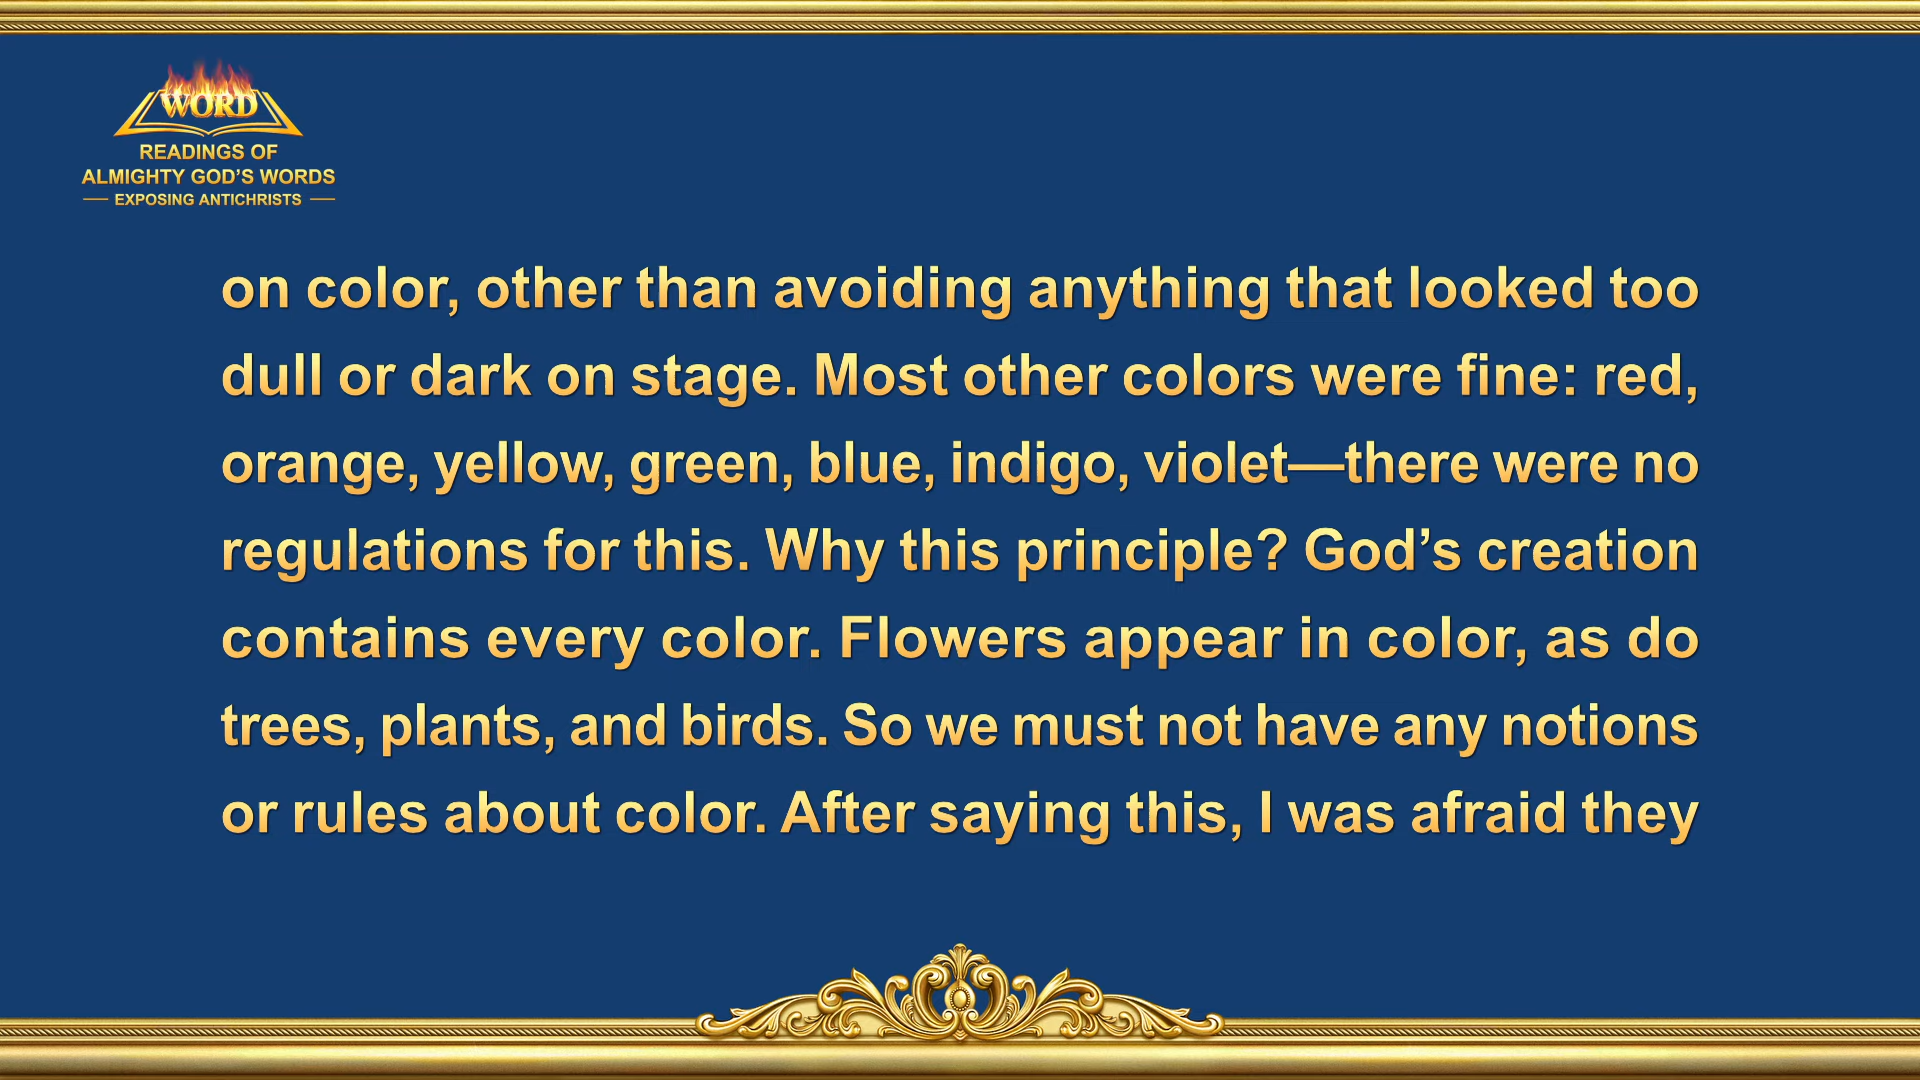 WORD
READINGS OF
ALMIGHTY GOD’S WORDS
EXPOSING ANTICHRISTS
on color, other than avoiding anything that looked too
dull or dark on stage. Most other colors were fine: red,
orange, yellow, green, blue, indigo, violet—there were no
regulations for this. Why this principle? God’s creation
contains every color. Flowers appear in color, as do
trees, plants, and birds. So we must not have any notions
or rules about color. After saying this, I was afraid they